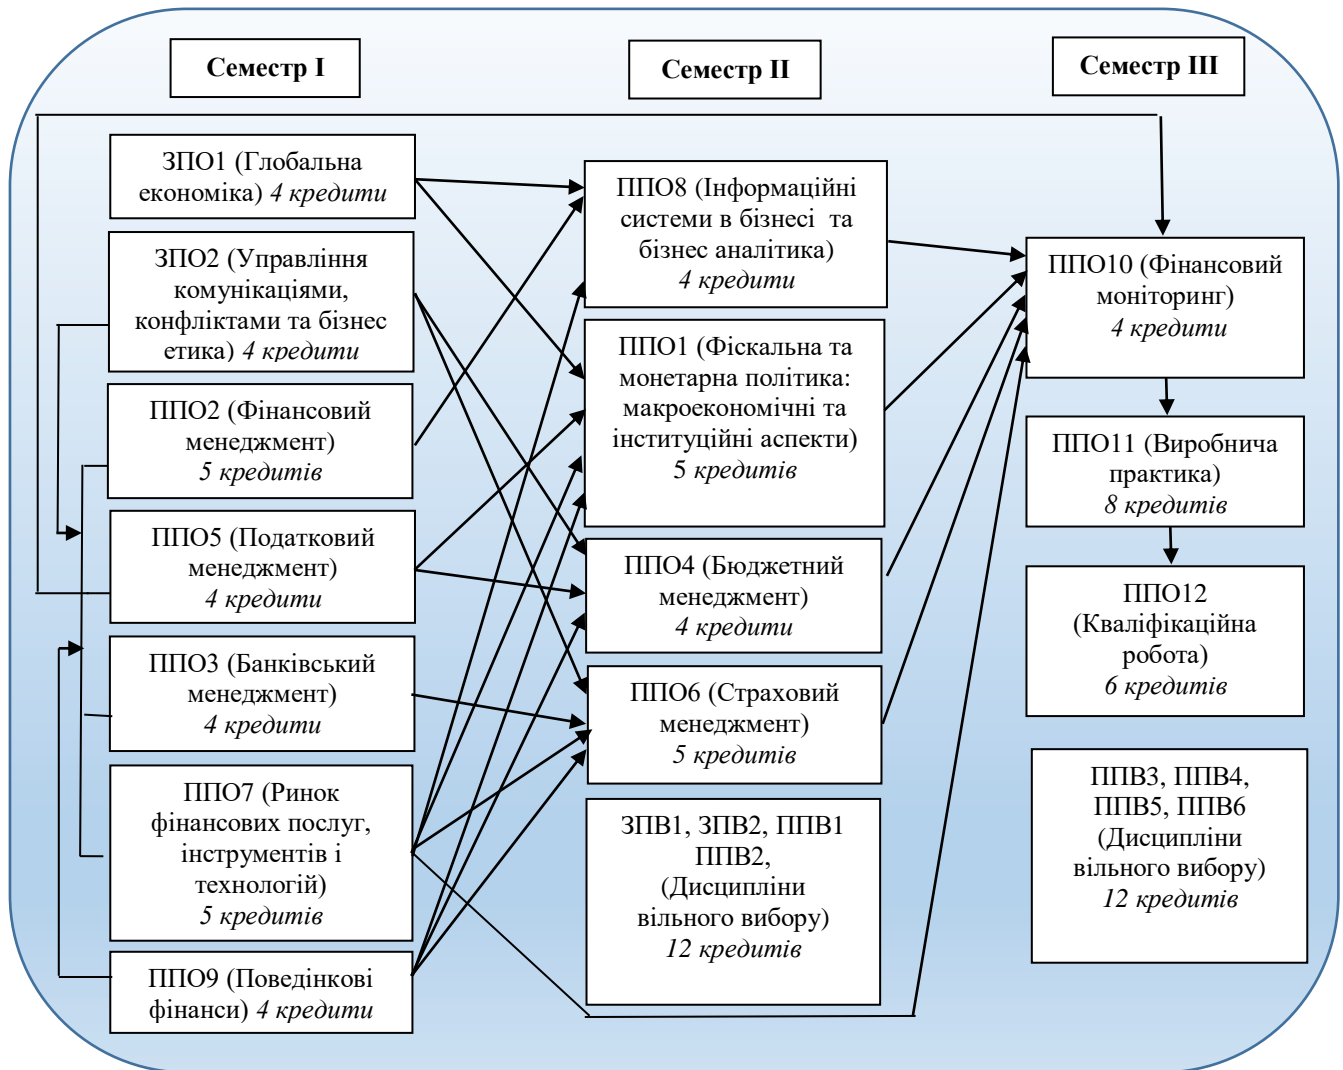 Семестр I
ЗПО1 (Глобальна
економіка) 4 кредити
ЗПО2 (Управління
комунікаціями,
конфліктами та бізнес
етика) 4 кредити
ППО2 (Фінансовий
менеджмент)
5 кредитів
ППО5 (Податковий
менеджмент)
4 кредити
ППО3 (Банківський
менеджмент)
4 кредити
ППО7 (Ринок
фінансових послуг,
інструментів і
технологій)
5 кредитів
ППО9 (Поведінкові
фінанси) 4 кредити
Семестр II
ППО8 (Інформаційні
системи в бізнесі та
бізнес аналітика)
4 кредити
ППО1 (Фіскальна та
монетарна політика:
макроекономічні та
інституційні аспекти)
5 кредитів
ППО4 (Бюджетний
менеджмент)
4 кредити
ППО6 (Страховий
менеджмент)
5 кредитів
ЗПВ1, ЗПВ2, ППВ1
ППВ2,
(Дисципліни
вільного вибору)
12 кредитів
Семестр III
ППО10 (Фінансовий
моніторинг)
4 кредити
ППО11 (Виробнича
практика)
8 кредитів
ППО12
(Кваліфікаційна
робота)
6 кредитів
ППВ3, ППВ4,
ППВ5, ППВ6
(Дисципліни
вільного вибору)
12 кредитів